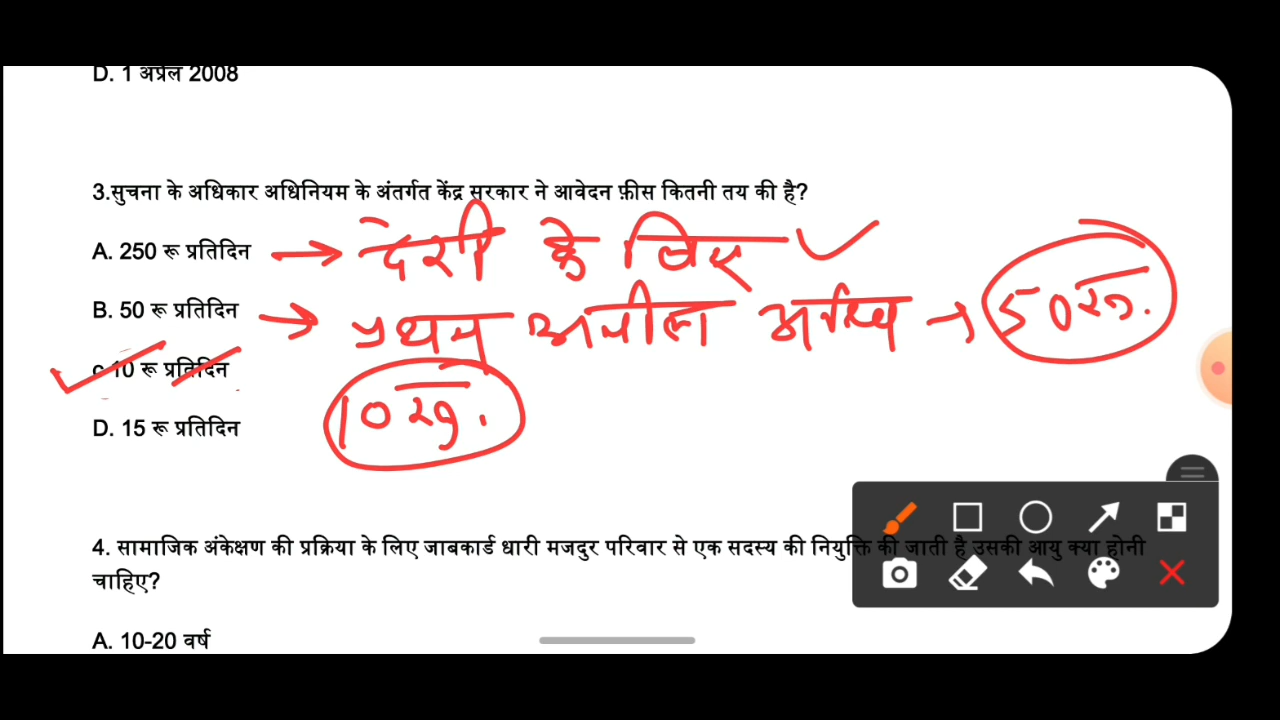 D. 1 अप्रैल 2008
3.सुचना के अधिकार अधिनियम के अंतर्गत केंद्र सरकार ने आवेदन फ़ीस कितनी तय की है?
A. 250 रू प्रतिदिन → देरी के लिए
B. 50 रू प्रतिदिन → प्रथम अपील → 50 रु.
c 10 रू प्रतिदिन 10 रु.
D. 15 रू प्रतिदिन
4. सामाजिक अंकेक्षण की प्रक्रिया के लिए जाबकार्ड धारी मजदुर परिवार से एक सदस्य की नियुक्ति की जाती है उसकी आयु क्या होनी
चाहिए?
A. 10-20 वर्ष